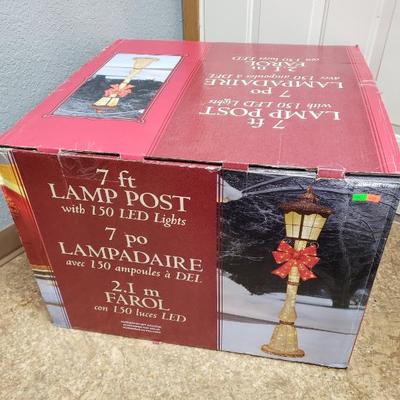 7 ft
LAMP POST
with 150 LED Lights
7 po
LAMPADAIRE
avec 150 ampoules à DEL
2.1 m
FAROL
con 150 luces LED
7 ft
LAMP POST
with 150 LED Lights
7 po
LAMPADAIRE
avec 150 ampoules à DEL
2.1 m
FAROL
con 150 luces LED